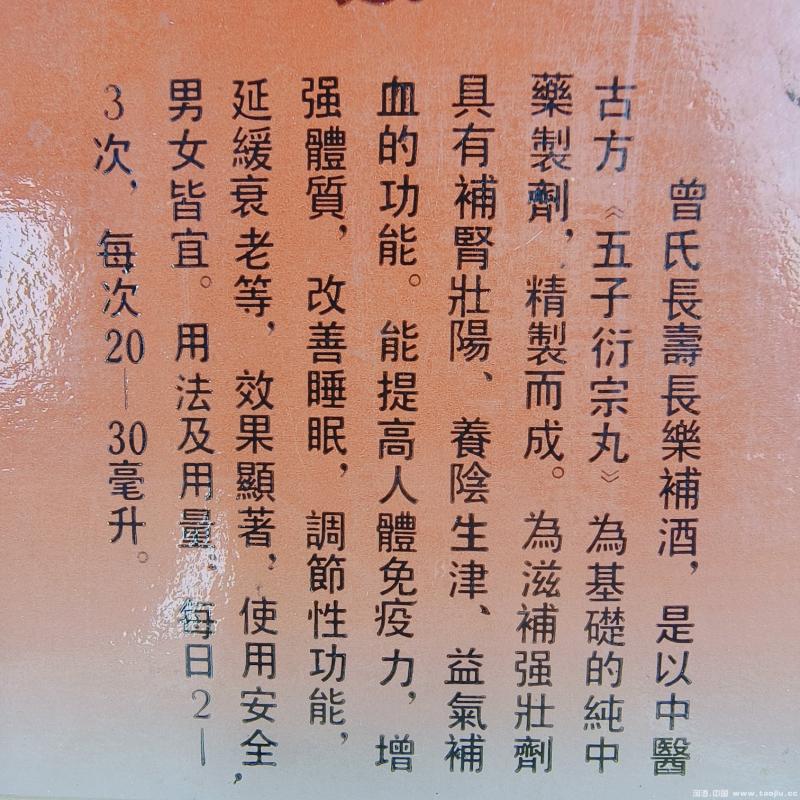 曾氏長壽長樂補酒，是以中醫
古方《五子衍宗丸》為基礎的純中
藥製劑，精製而成。為滋補强壯劑
具有補腎壯陽、養陰生津、益氣補
血的功能。能提高人體免疫力，增
强體質，改善睡眠，調節性功能，
延緩衰老等，效果顯著，使用安全，
男女皆宜。用法及用量：每日2—
3次，每次20—30毫升。
淘酒.中国 www.taojiu.cc